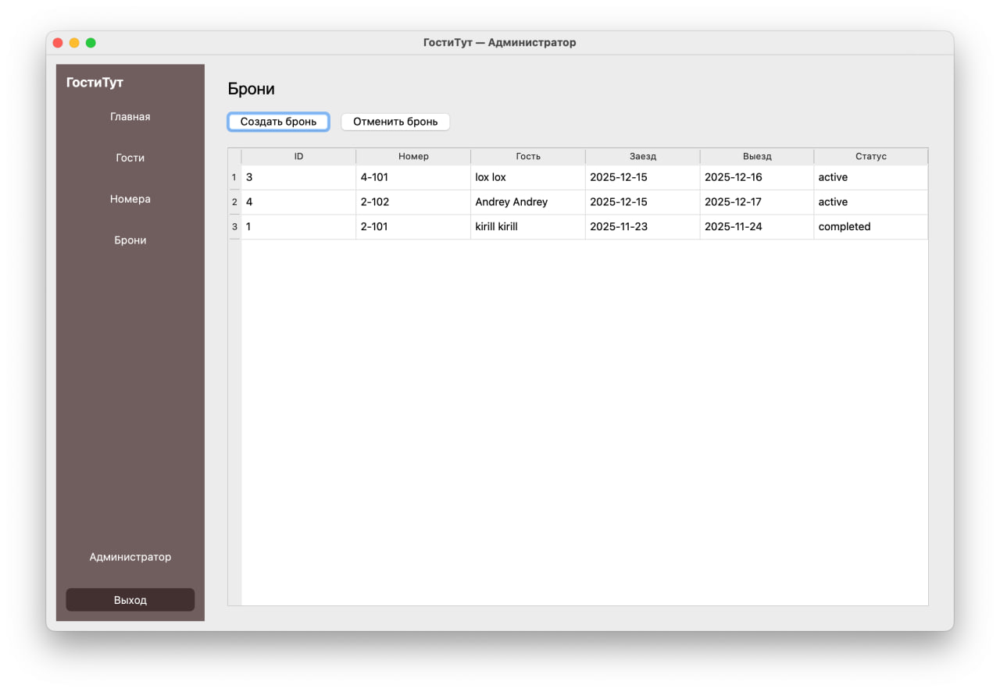 ГостиТут — Администратор
ГостиТут
Главная
Гости
Номера
Брони
Администратор
Выход
Брони
Создать бронь Отменить бронь
ID Номер Гость Заезд Выезд Статус
1 3 4-101 lox lox 2025-12-15 2025-12-16 active
2 4 2-102 Andrey Andrey 2025-12-15 2025-12-17 active
3 1 2-101 kirill kirill 2025-11-23 2025-11-24 completed